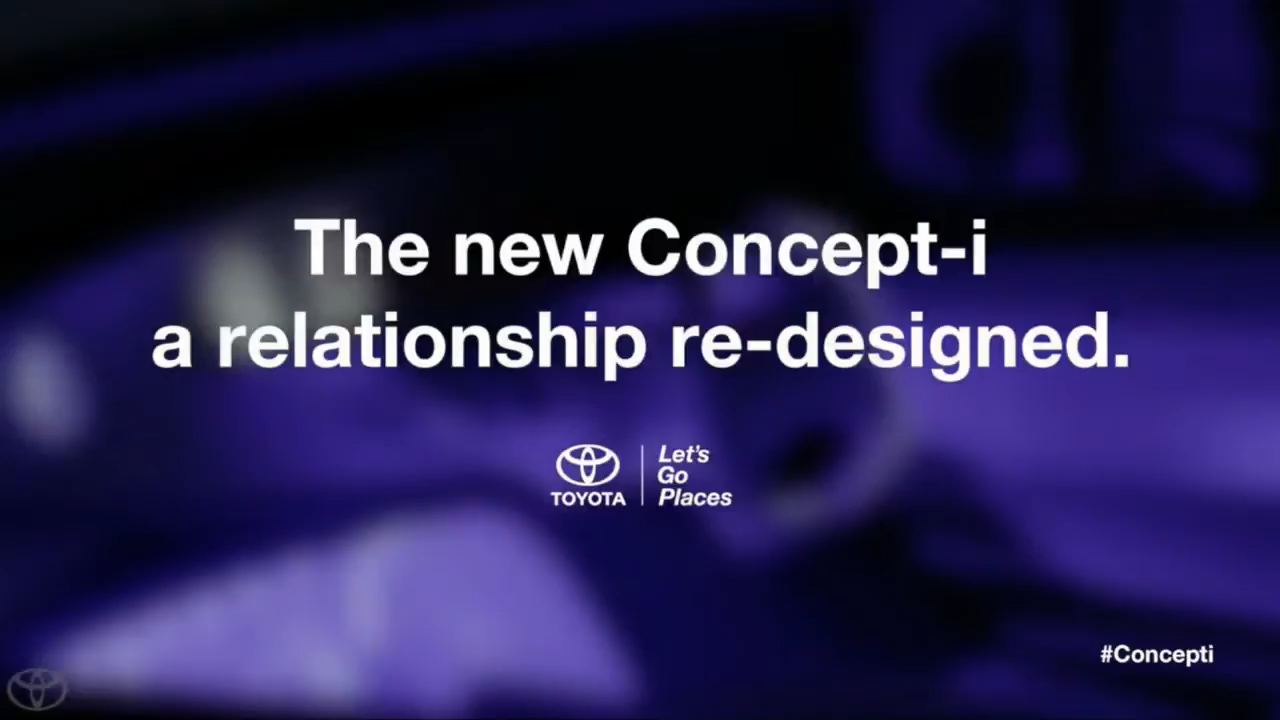 The new Concept-i
a relationship re-designed.
Let's
Go
Places
TOYOTA
#Concepti